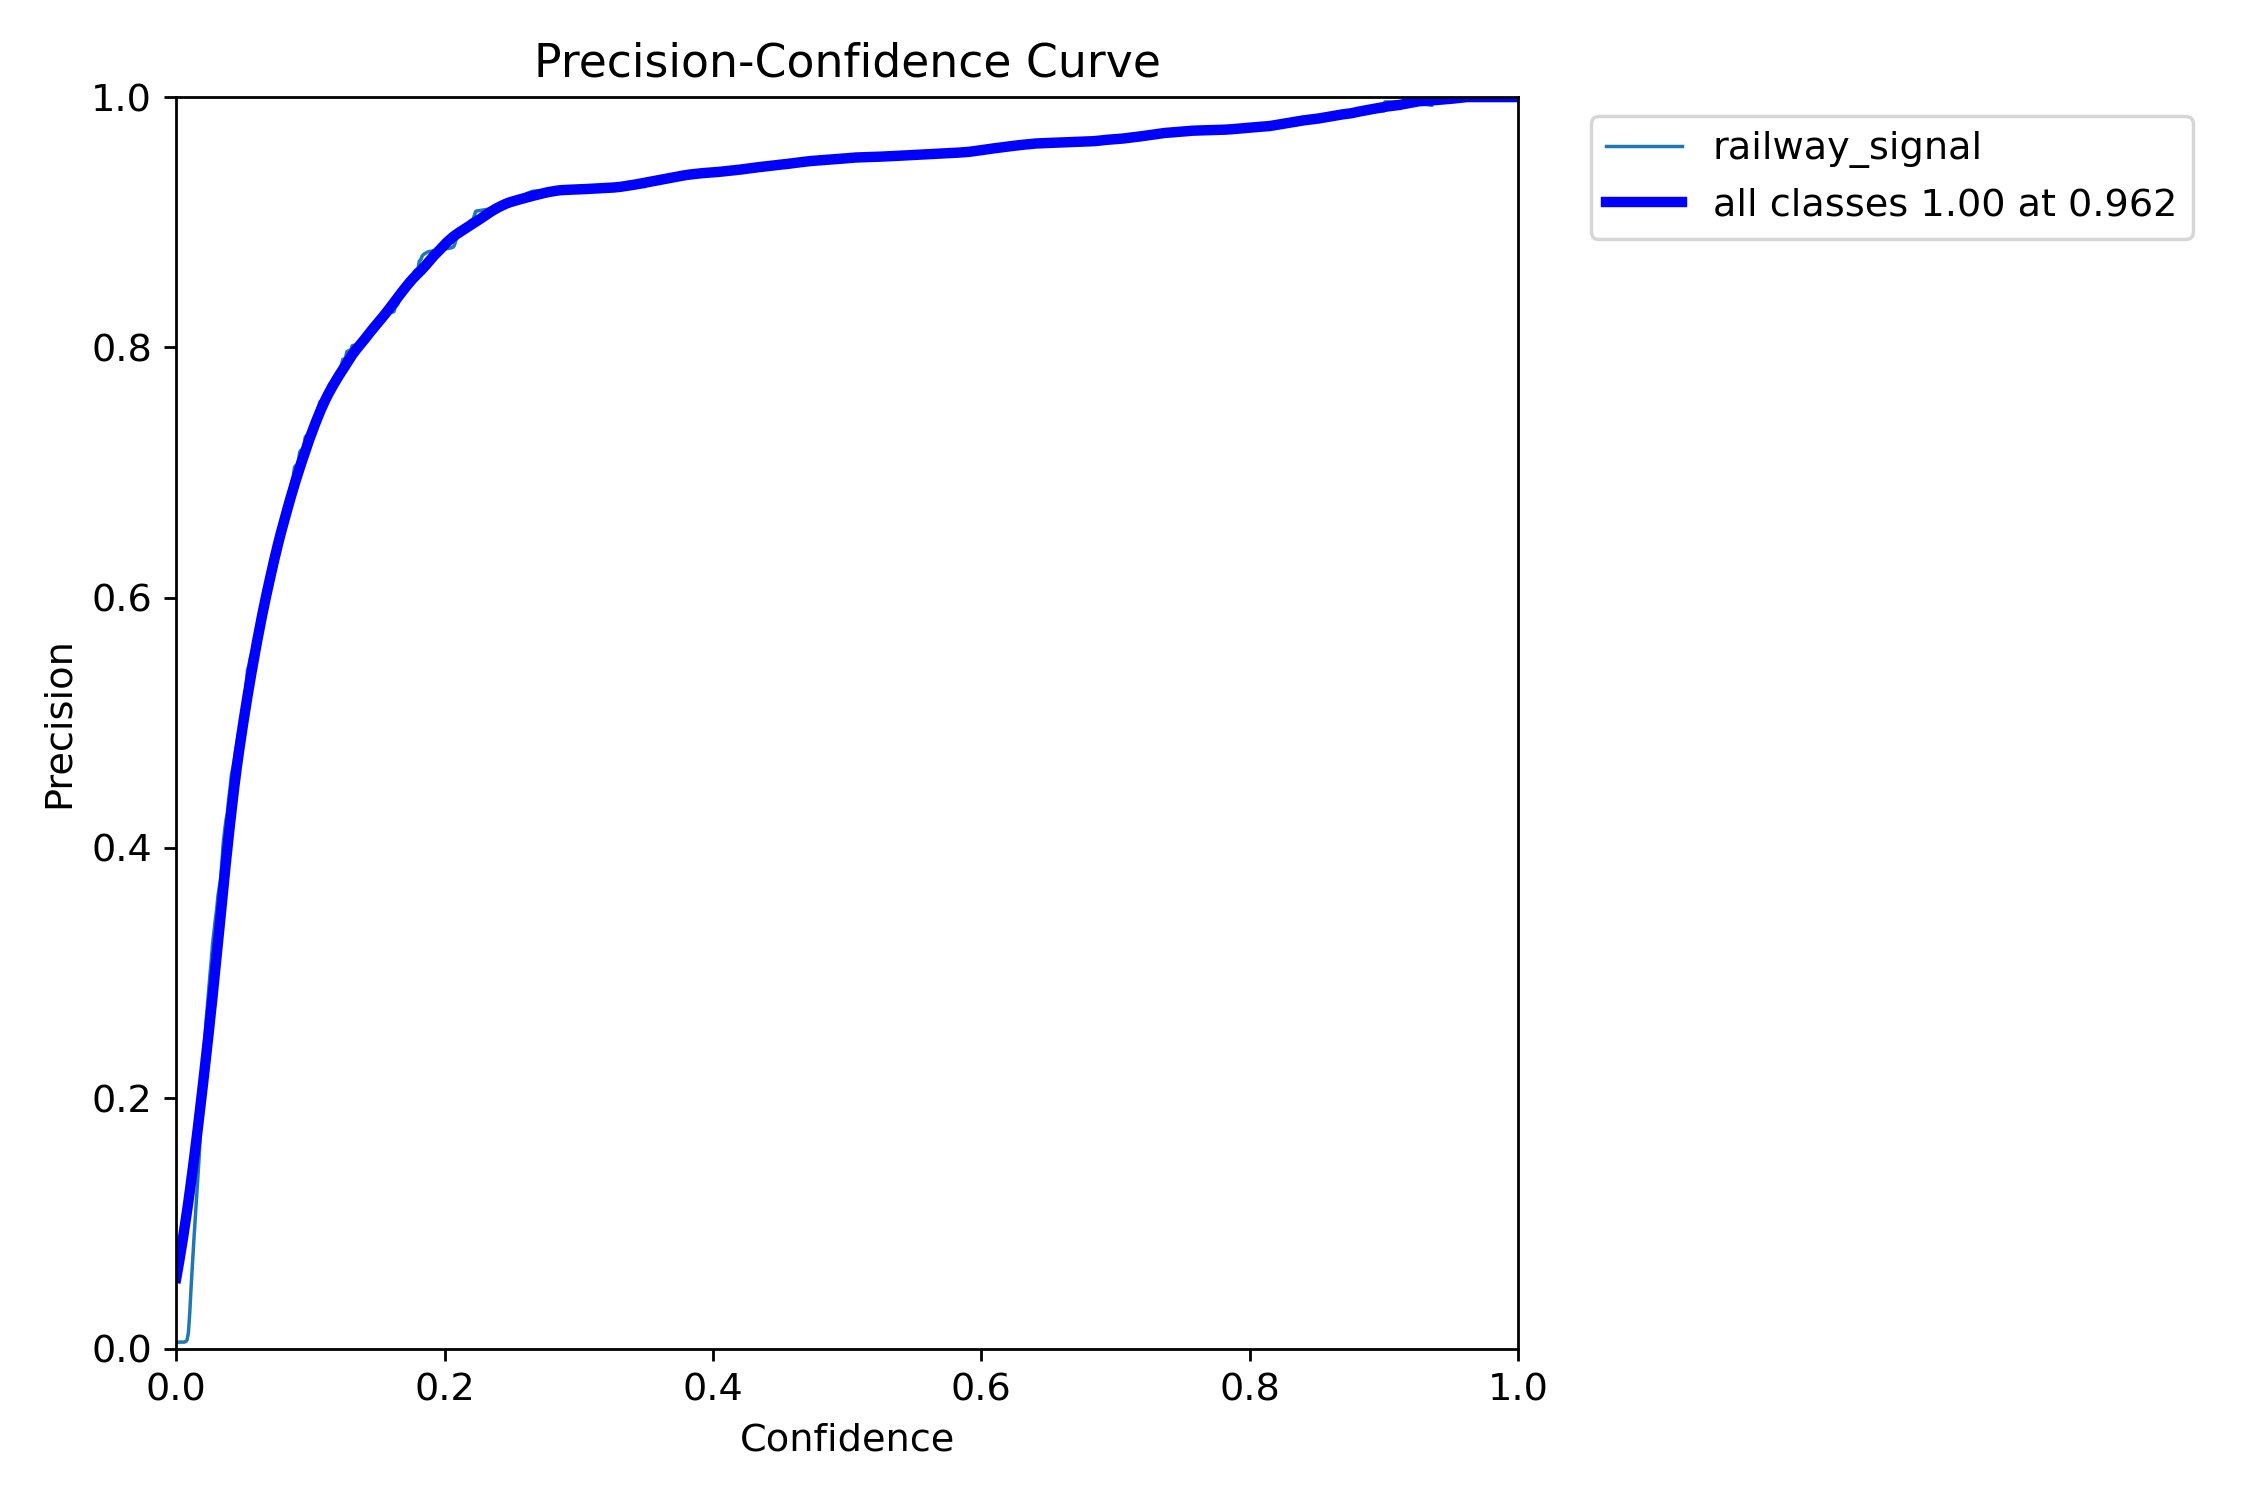 Precision-Confidence Curve
1.0
0.8
0.6
0.4
0.2
0.0
Precision
0.0 0.2 0.4 0.6 0.8 1.0
Confidence
railway_signal
all classes 1.00 at 0.962